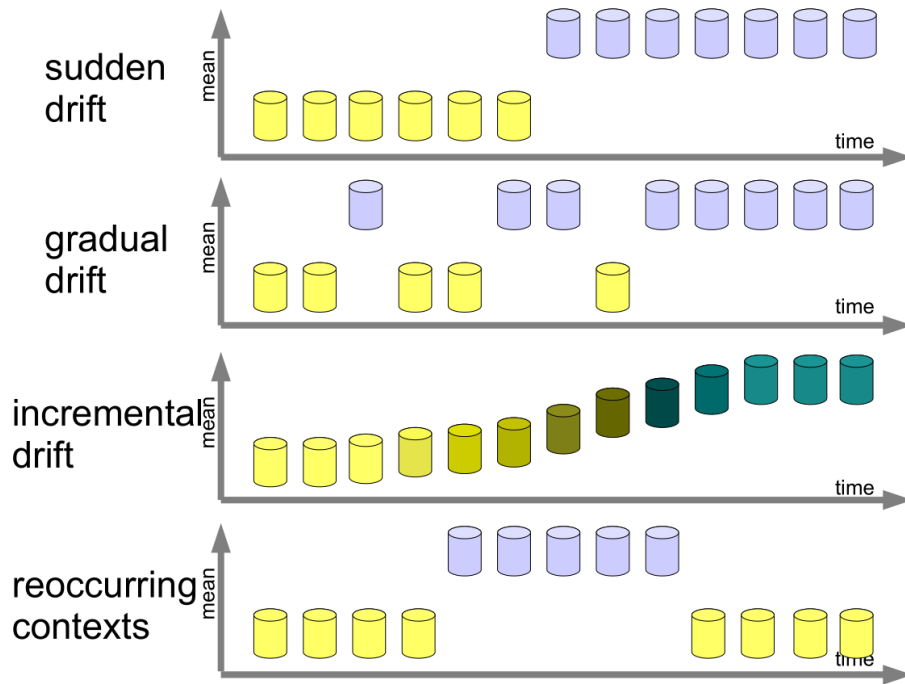 sudden
drift
mean
time
gradual
drift
mean
time
incremental
drift
mean
time
reoccurring
contexts
mean
time